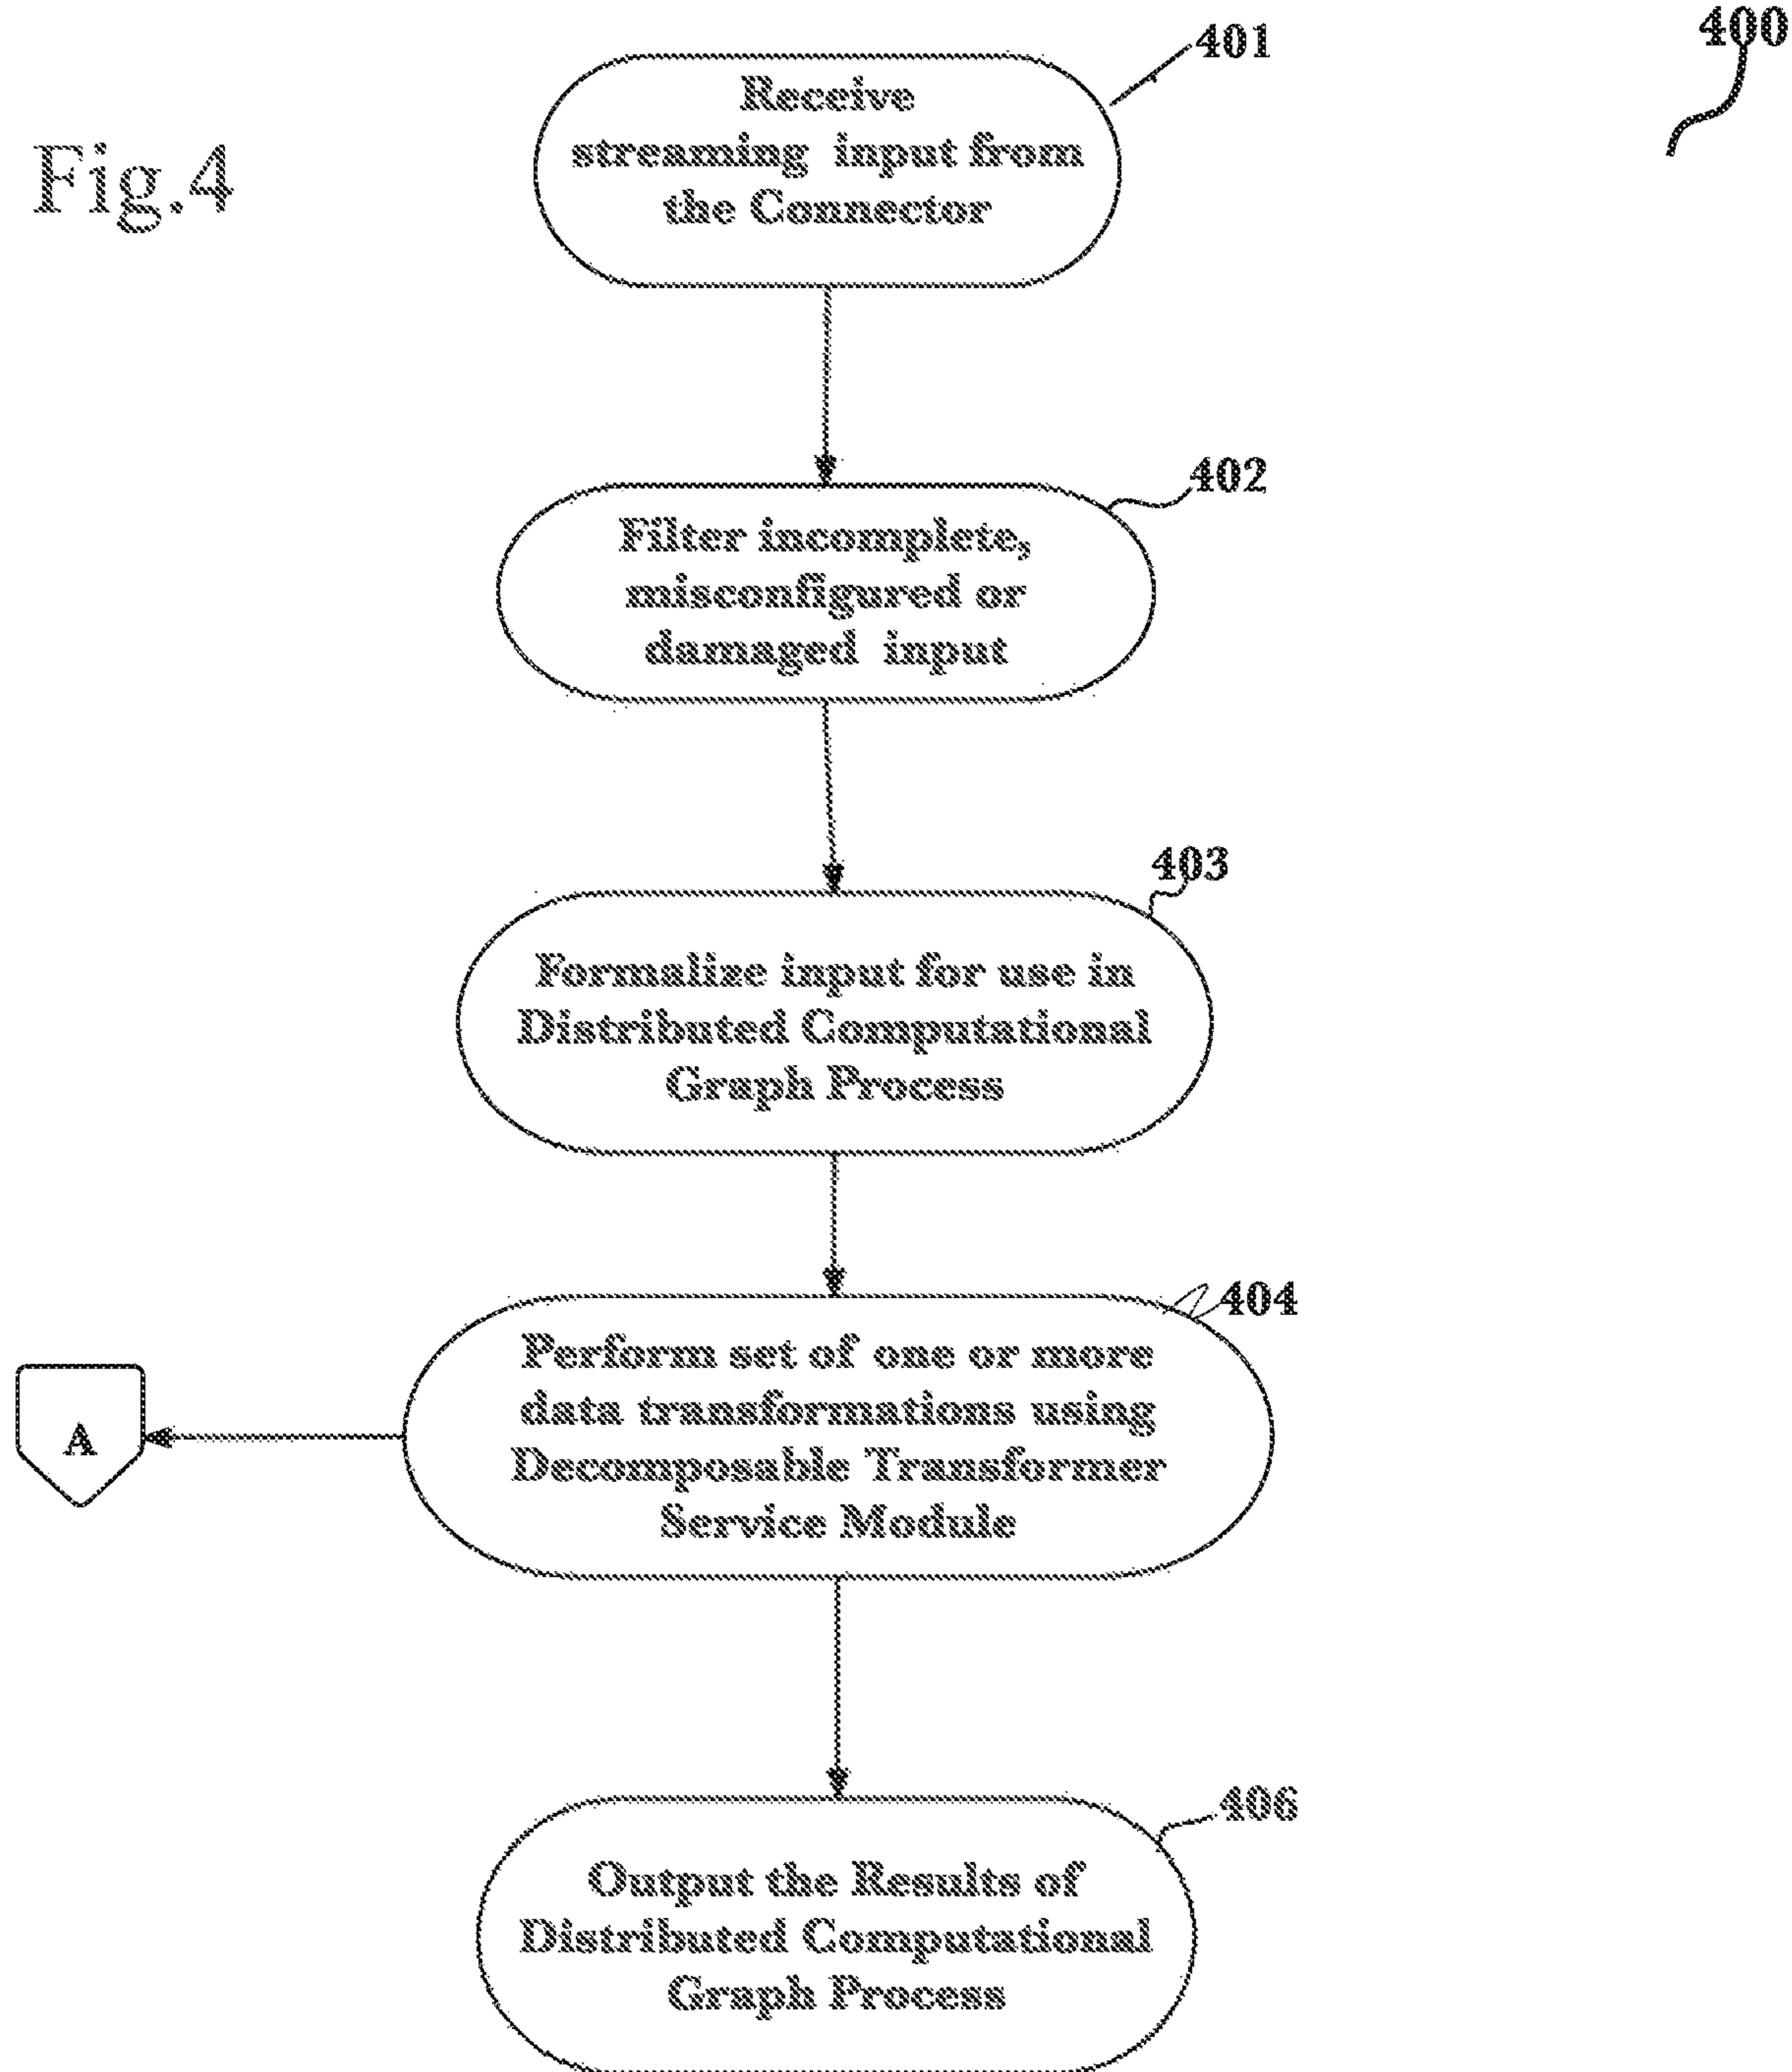 400
401
Fig.4
Receive
streaming input from
the Connector
402
Filter incomplete,
misconfigured or
damaged input
403
Formalize input for use in
Distributed Computational
Graph Process
404
Perform set of one or more
data transformations using
Decomposable Transformer
Service Module
A
406
Output the Results of
Distributed Computational
Graph Process